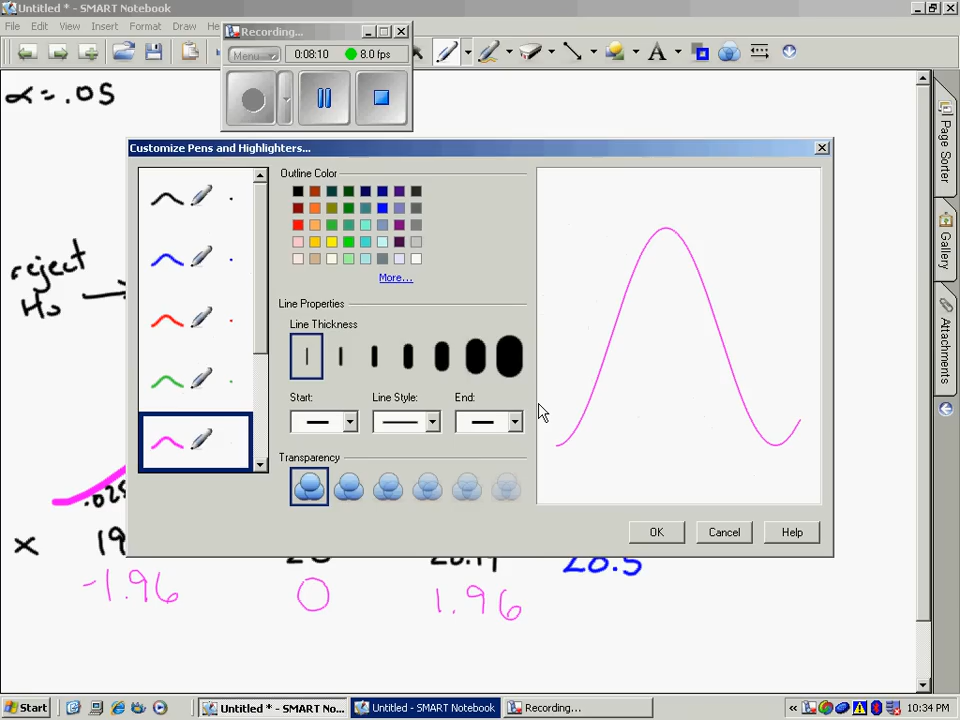 Untitled * - SMART Notebook
File Edit View Insert Format Draw
Recording...
Menu
0:08:10
8.0 fps
A
α = .05
Page Sorter
Gallery
Attachments
Customize Pens and Highlighters...
Outline Color
More...
Line Properties
Line Thickness
Start:
Line Style:
End:
Transparency
OK
Cancel
Help
reject
Ho
.025
x
28.5
-1.96
0
1.96
Start
Untitled * - SMART No...
Untitled - SMART Notebook
Recording...
«
10:34 PM